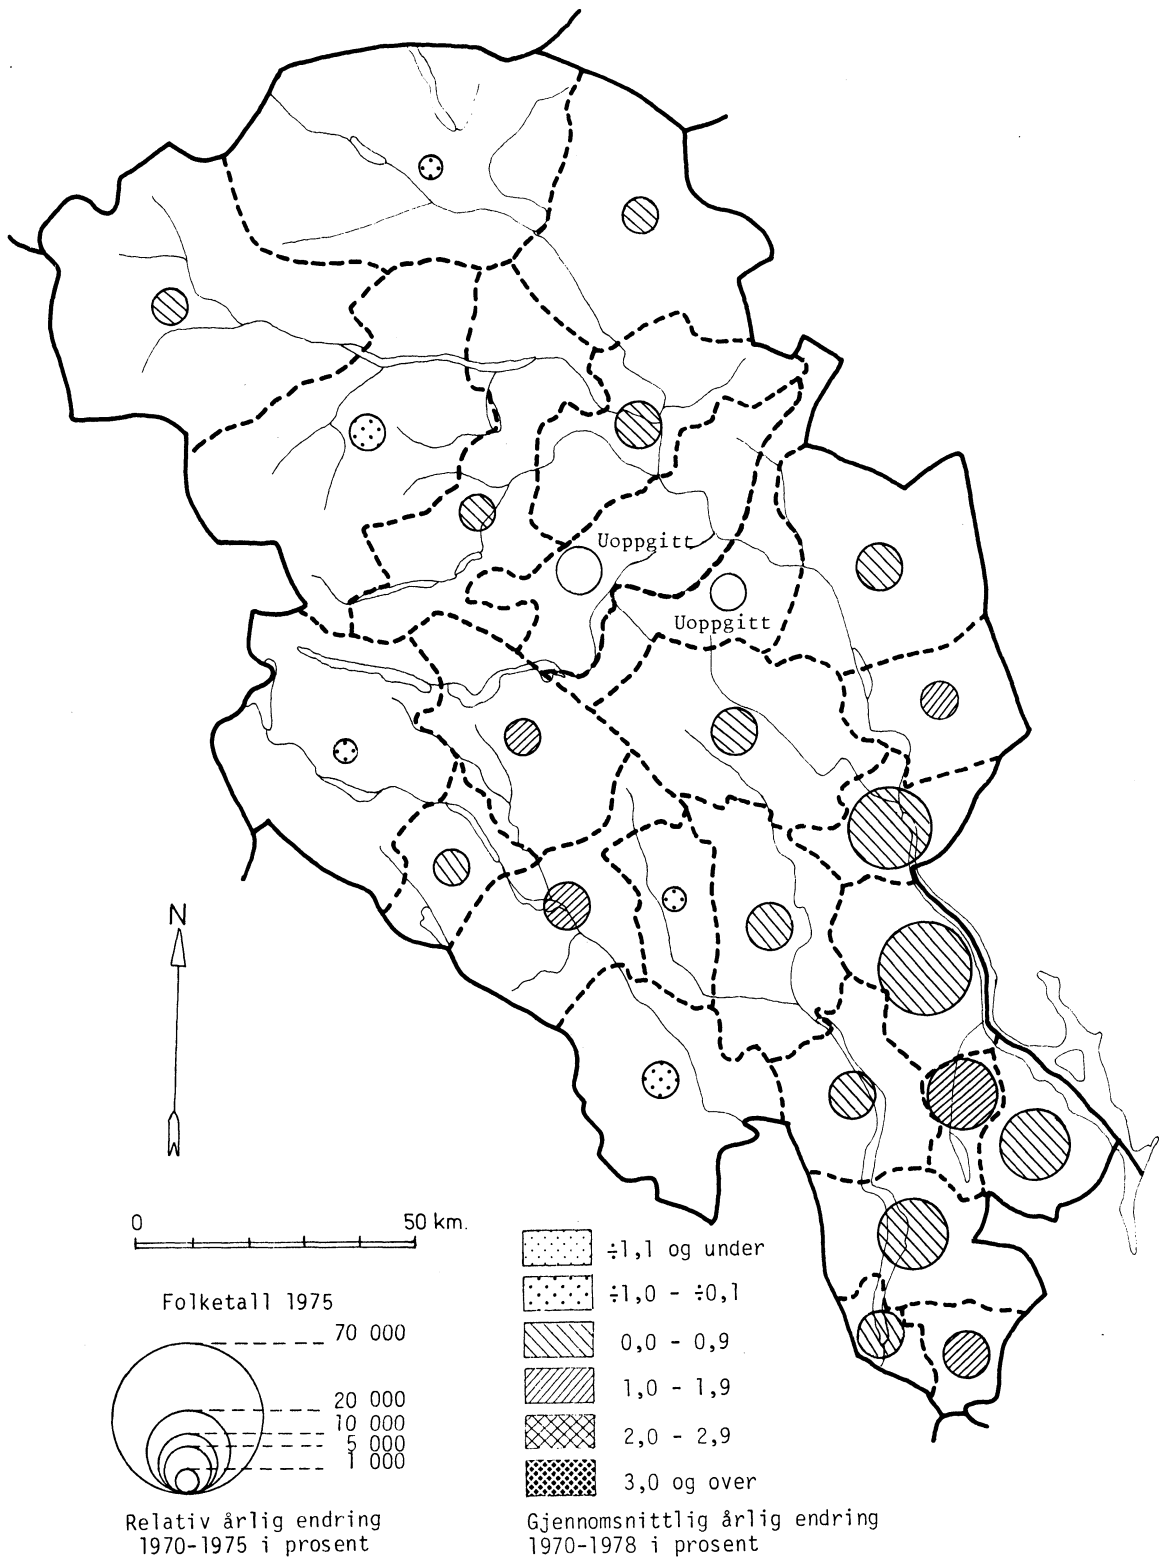 Uoppgitt
Uoppgitt
N
0 50 km.
Folketall 1975
70 000
20 000
10 000
5 000
1 000
Relativ årlig endring
1970-1975 i prosent
÷1,1 og under
÷1,0 - ÷0,1
0,0 - 0,9
1,0 - 1,9
2,0 - 2,9
3,0 og over
Gjennomsnittlig årlig endring
1970-1978 i prosent